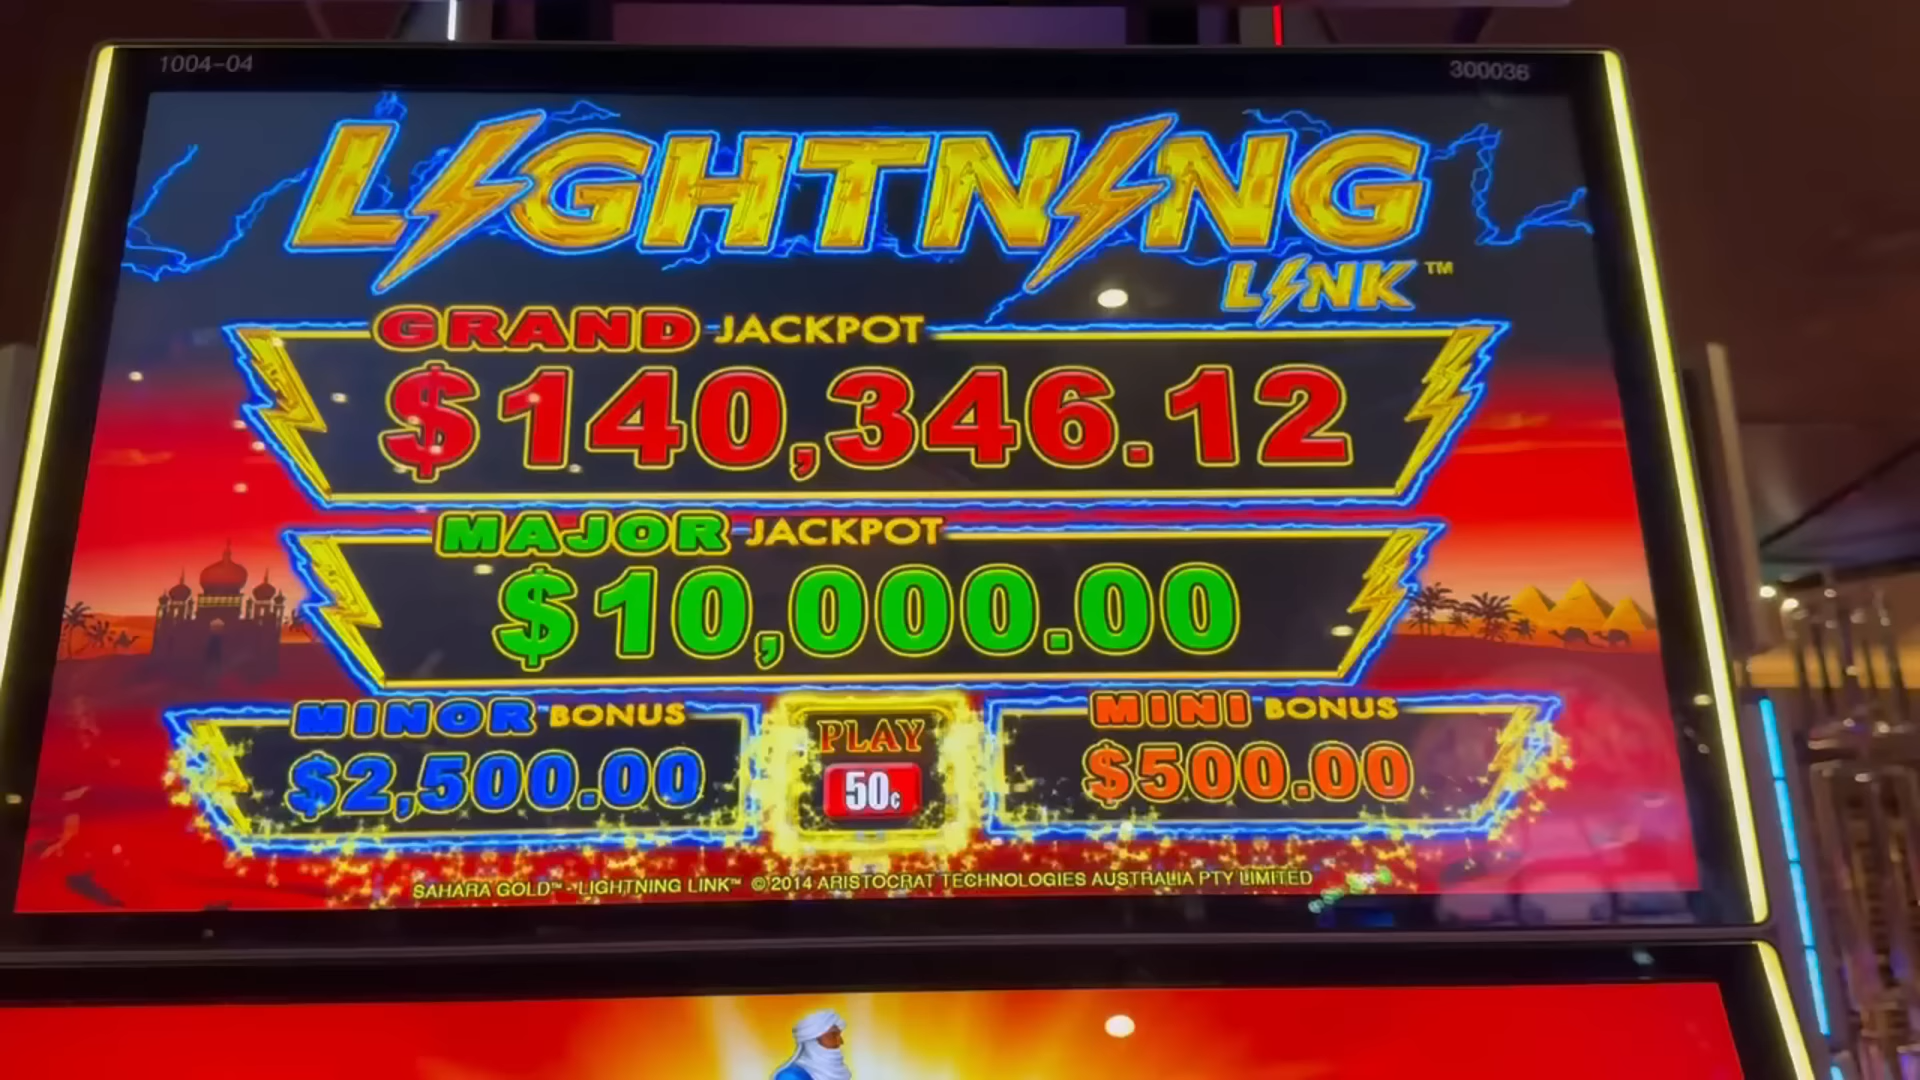 1004-04
300036
LIGHTNING
LINK™
GRAND JACKPOT
$140,346.12
MAJOR JACKPOT
$10,000.00
MINOR BONUS
$2,500.00
PLAY
50¢
MINI BONUS
$500.00
SAHARA GOLD™ - LIGHTNING LINK™ ©2014 ARISTOCRAT TECHNOLOGIES AUSTRALIA PTY LIMITED